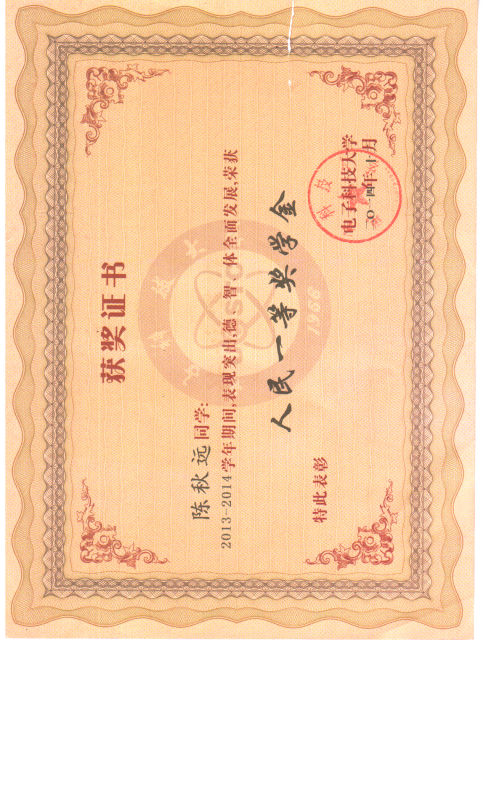 获奖证书
陈秋远同学:
2013-2014学年期间,表现突出,德、智、体全面发展,荣获
人民一等奖学金
特此表彰
电子科技大学
二〇一四年十一月
1966